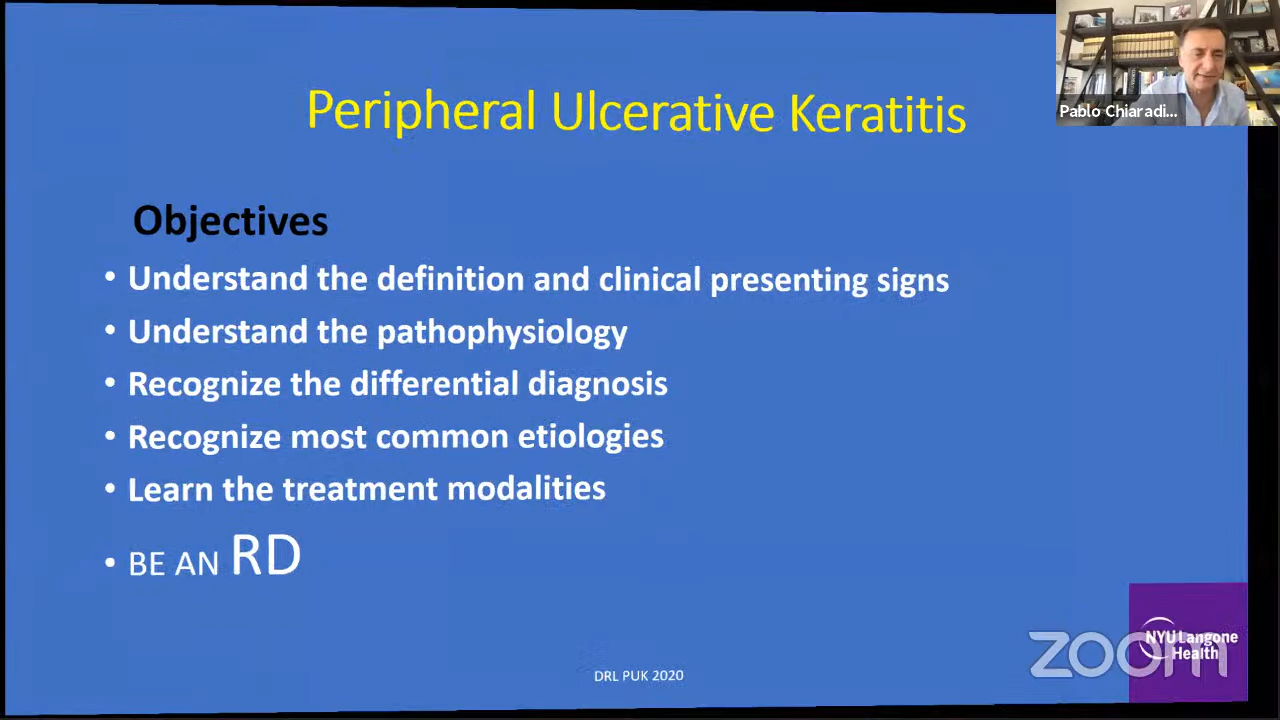 Peripheral Ulcerative Keratitis
Pablo Chiaradi...
Objectives
• Understand the definition and clinical presenting signs
• Understand the pathophysiology
• Recognize the differential diagnosis
• Recognize most common etiologies
• Learn the treatment modalities
• BE AN RD
DRL PUK 2020
NYU Langone
Health
zoom